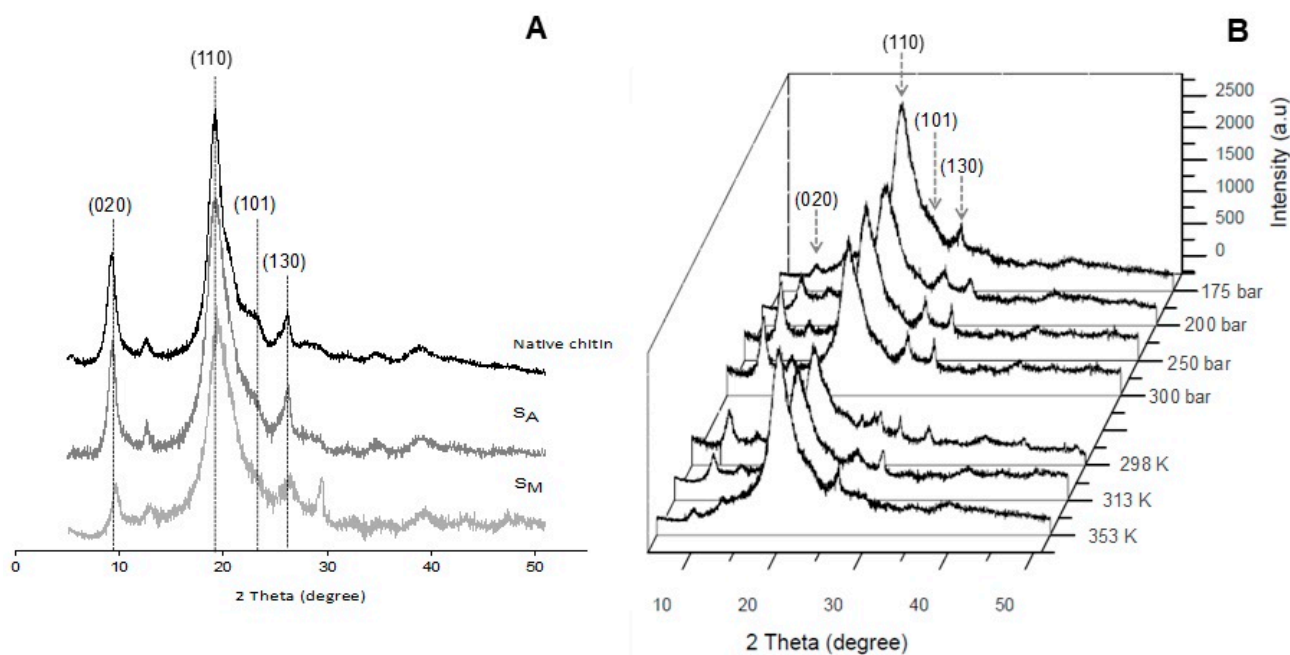 A
(110)
(020)
(101)
(130)
Native chitin
SA
SM
0 10 20 30 40 50
2 Theta (degree)
B
(110)
(101)
(130)
(020)
2500
2000
1500
1000
500
0
Intensity (a.u)
175 bar
200 bar
250 bar
300 bar
298 K
313 K
353 K
10 20 30 40 50
2 Theta (degree)